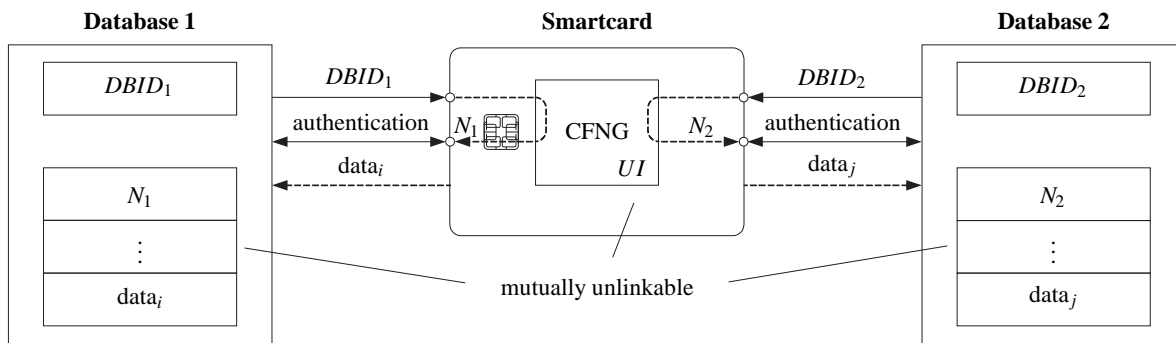 Database 1
Smartcard
Database 2
DBID₁
DBID₁
DBID₂
DBID₂
authentication
N₁
CFNG
N₂
authentication
dataᵢ
UI
dataⱼ
N₁
N₂
⋮
⋮
mutually unlinkable
dataᵢ
dataⱼ